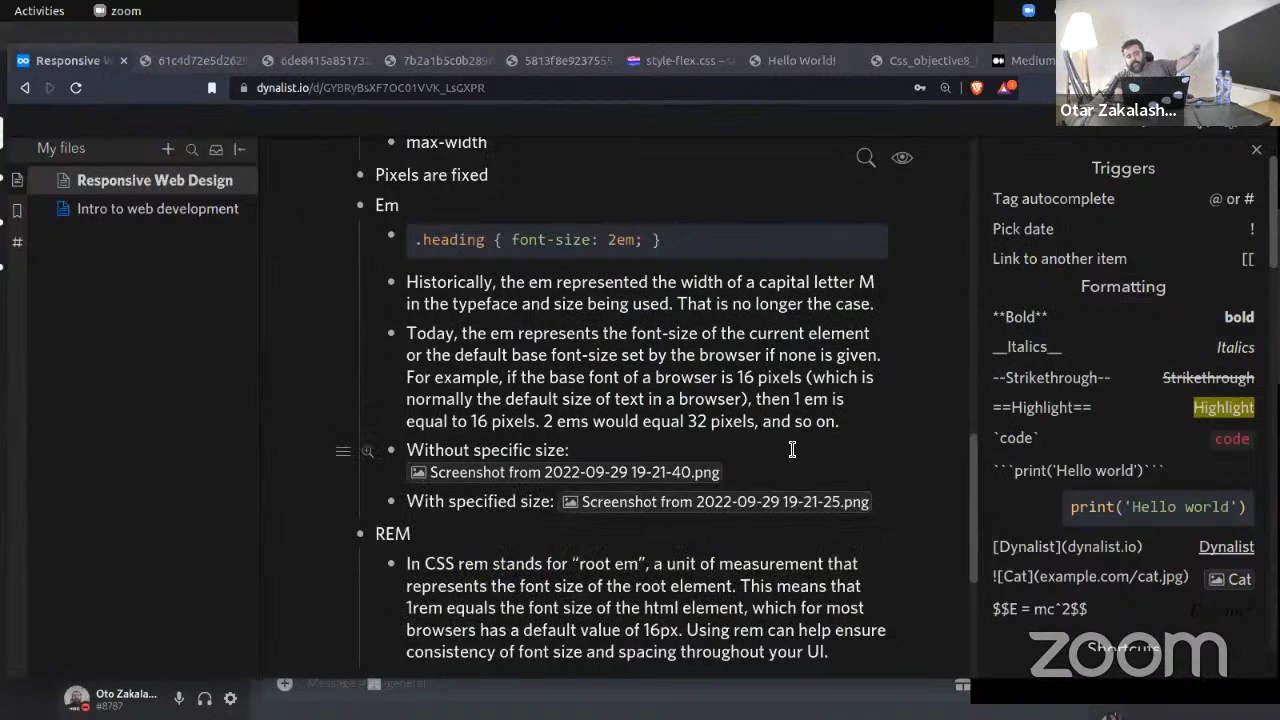 Activities
zoom
Responsive W
61c4d72e5d2629
6de8415a851732
7b2a1b5c0b289
5813f8e9237555
style-flex.css – s
Hello World!
Css_objective8_
Medium
dynalist.io/d/GYBRyBsXF7OC01VVK_LsGXPR
Otar Zakalash...
My files
Responsive Web Design
Intro to web development
max-width
Pixels are fixed
Em
.heading { font-size: 2em; }
Historically, the em represented the width of a capital letter M
in the typeface and size being used. That is no longer the case.
Today, the em represents the font-size of the current element
or the default base font-size set by the browser if none is given.
For example, if the base font of a browser is 16 pixels (which is
normally the default size of text in a browser), then 1 em is
equal to 16 pixels. 2 ems would equal 32 pixels, and so on.
Without specific size:
Screenshot from 2022-09-29 19-21-40.png
With specified size: Screenshot from 2022-09-29 19-21-25.png
REM
In CSS rem stands for “root em”, a unit of measurement that
represents the font size of the root element. This means that
1rem equals the font size of the html element, which for most
browsers has a default value of 16px. Using rem can help ensure
consistency of font size and spacing throughout your UI.
Triggers
Tag autocomplete @ or #
Pick date !
Link to another item [[
Formatting
**Bold** bold
__Italics__ Italics
~~Strikethrough~~ Strikethrough
==Highlight== Highlight
`code` code
```print('Hello world')```
print('Hello world')
[Dynalist](dynalist.io) Dynalist
![Cat](example.com/cat.jpg) Cat
$$E = mc^2$$
Shortcuts
zoom
Oto Zakala...
#8787